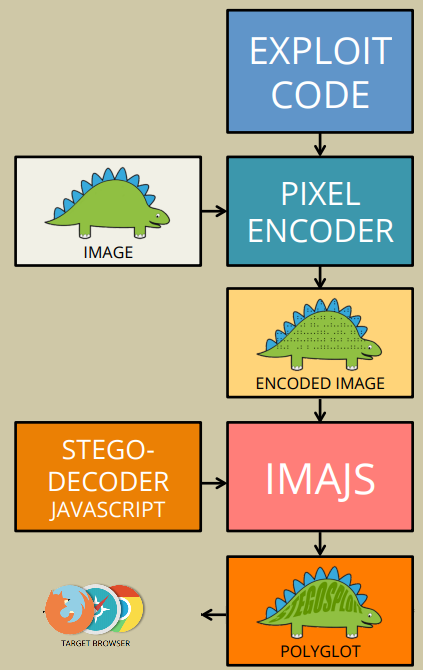 EXPLOIT
CODE
IMAGE
PIXEL
ENCODER
ENCODED IMAGE
STEGO-
DECODER
JAVASCRIPT
IMAJS
STEGOSPLOIT
POLYGLOT
TARGET BROWSER